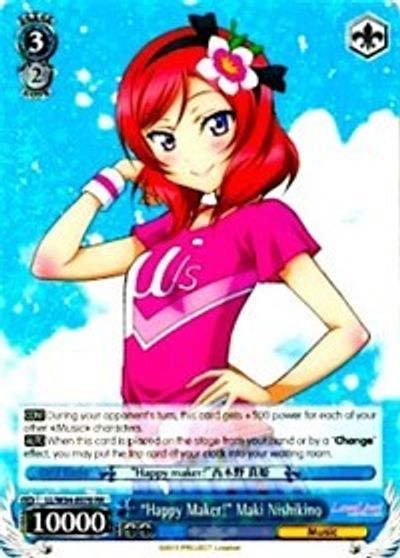 3
2
μ's
CONT During your opponent's turn, this card gets +500 power for each of your
other «Music» characters.
AUTO When this card is placed on the stage from your hand or by a "Change"
effect, you may put the top card of your clock into your waiting room.
"Happy maker!" 西木野 真姫
10000
"Happy Maker!" Maki Nishikino
Music